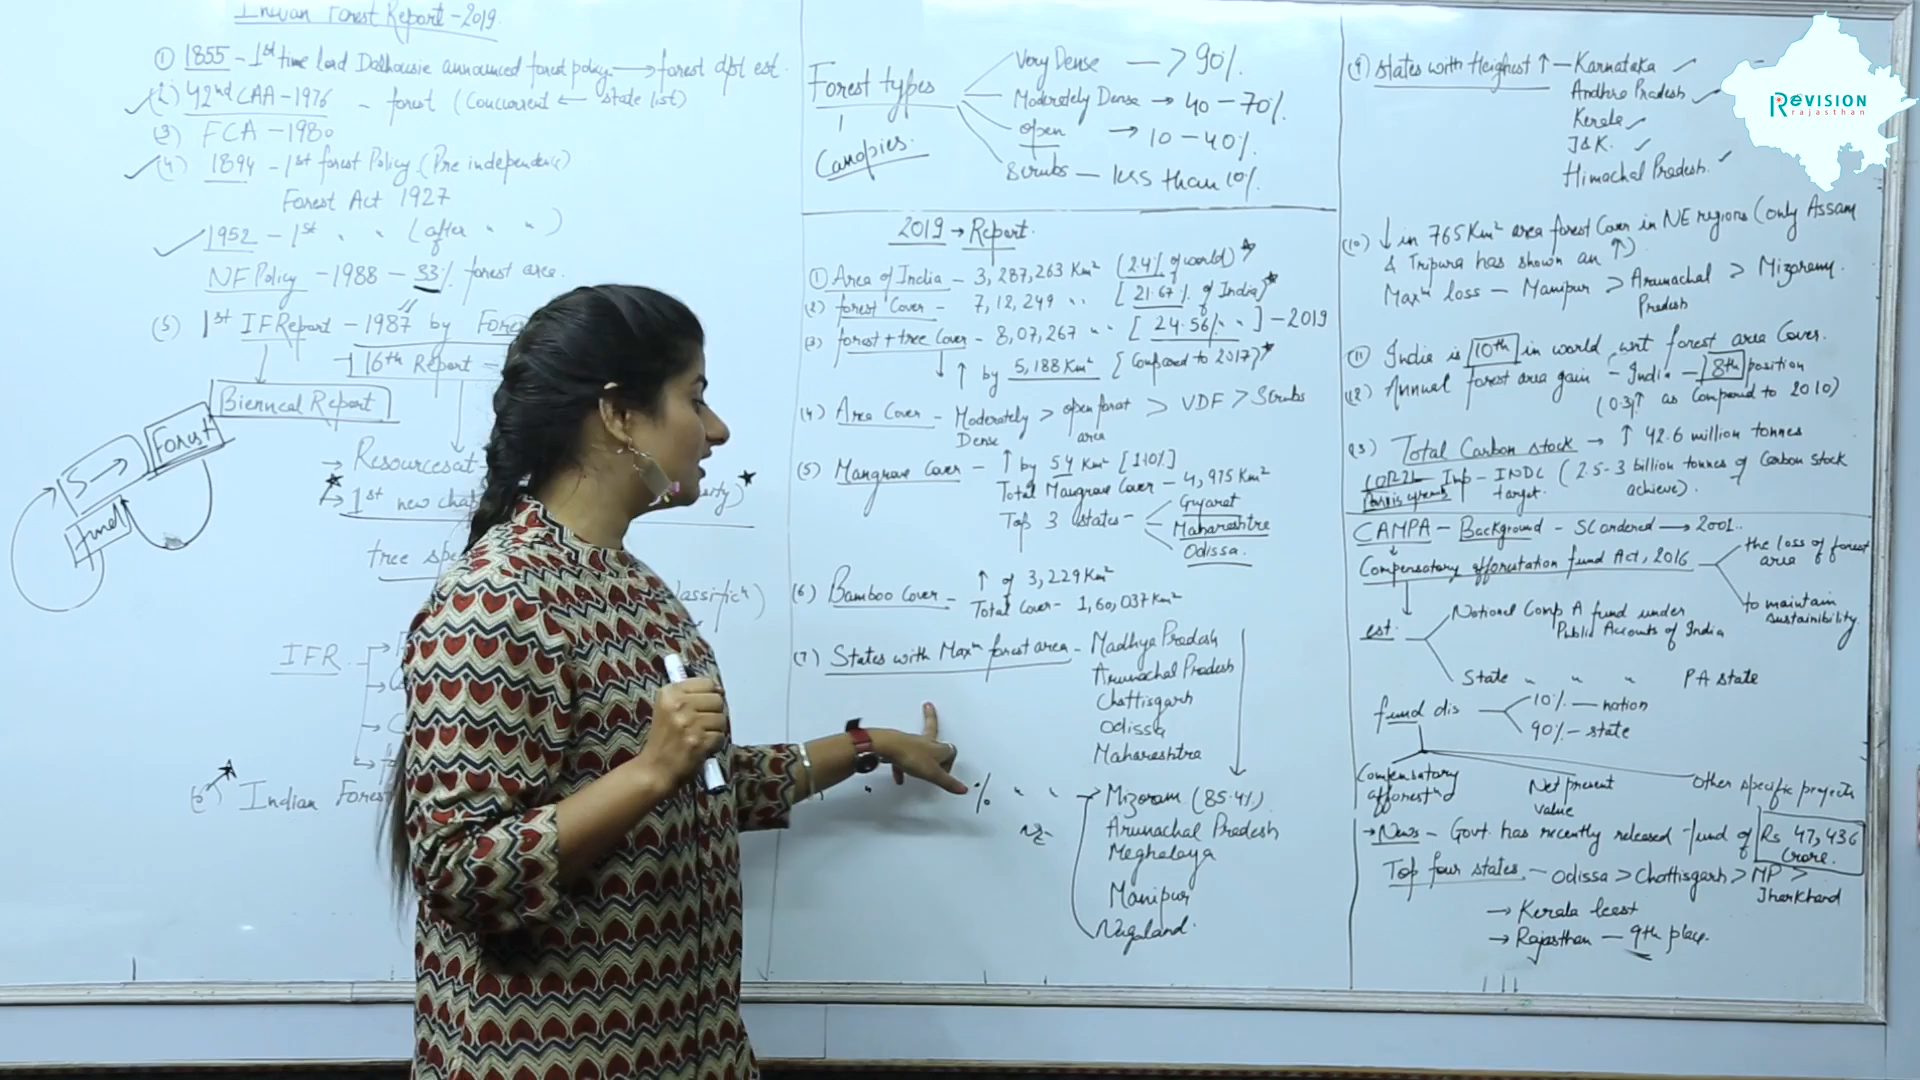 Indian Forest Report - 2019.
① 1855 - 1st time lord Dalhousie announced forest policy → forest dpt est.
(2) 42nd CAA - 1976 - forest (Concurrent ← state list)
(3) FCA - 1980
(4) 1894 - 1st forest Policy (Pre independence)
Forest Act 1927
1952 - 1st " " (after " ")
NF Policy - 1988 - 33% forest area.
(5) 1st IFReport - 1987 by
16th Report -
Bienneal Report
S →
Forest
→ Resourcesat -
→ 1st new
tree
IFR
(6) Indian Forest
Forest types
Canopies.
Very Dense — > 90%.
Moderately Dense → 40 - 70%.
open → 10 - 40%.
Scrubs — less than 10%.
2019 → Report.
① Area of India - 3,287,263 Km² (2.4% of world)
(2) forest Cover - 7,12,249 " [21.67% of India]
(3) forest + tree Cover - 8,07,267 " [24.56% " "] - 2019
↑ by 5,188 Km² {Compared to 2017}
(4) Area Cover - Moderately Dense > open forest area > VDF > Scrubs
(5) Mangrove Cover - ↑ by 54 Km² [1.10%]
Total Mangrove Cover - 4,975 Km²
Top 3 states - Gujarat
Maharashtra
Odissa.
(6) Bamboo Cover - ↑ of 3,229 Km²
Total Cover - 1,60,037 Km²
(7) States with Maxm forest area - Madhya Pradesh
Arunachal Pradesh
Chattisgarh
Odissa
Maharashtra
" % " " → Mizoram (85.4%)
NE
Arunachal Pradesh
Meghalaya
Manipur
Nagaland.
(9) States with Heighest ↑ — Karnataka
Andhra Pradesh
Kerala
J&K.
Himachal Pradesh.
(10) ↓ in 765 Km² area forest Cover in NE regions (only Assam
& Tripura has shown an ↑)
Maxm loss - Manipur > Arunachal Pradesh > Mizoram.
(11) India is 10th in world wrt forest area Cover.
(12) Annual forest area gain - India - 8th position
(0.3)↑ as Compared to 2010)
(13) Total Carbon stock → ↑ 42.6 million tonnes
COP21 Imp - INDC target. (2.5-3 billion tonnes of Carbon stock achieve).
CAMPA - Background - SC ordered → 2001.
Compensatory afforestation fund Act, 2016
the loss of forest area
to maintain sustainibility.
est. National Comp A fund under Public Accounts of India
State " " " PA state
fund dis
10% — nation
90% - state
Compensatory
Net present value
Other specific projects
→ News - Govt. has recently released fund of Rs 47,436 Crore.
Top four states. - Odissa > Chattisgarh > MP > Jharkhand
→ Kerala least
→ Rajasthan — 9th place.
ReVISION
rajasthan